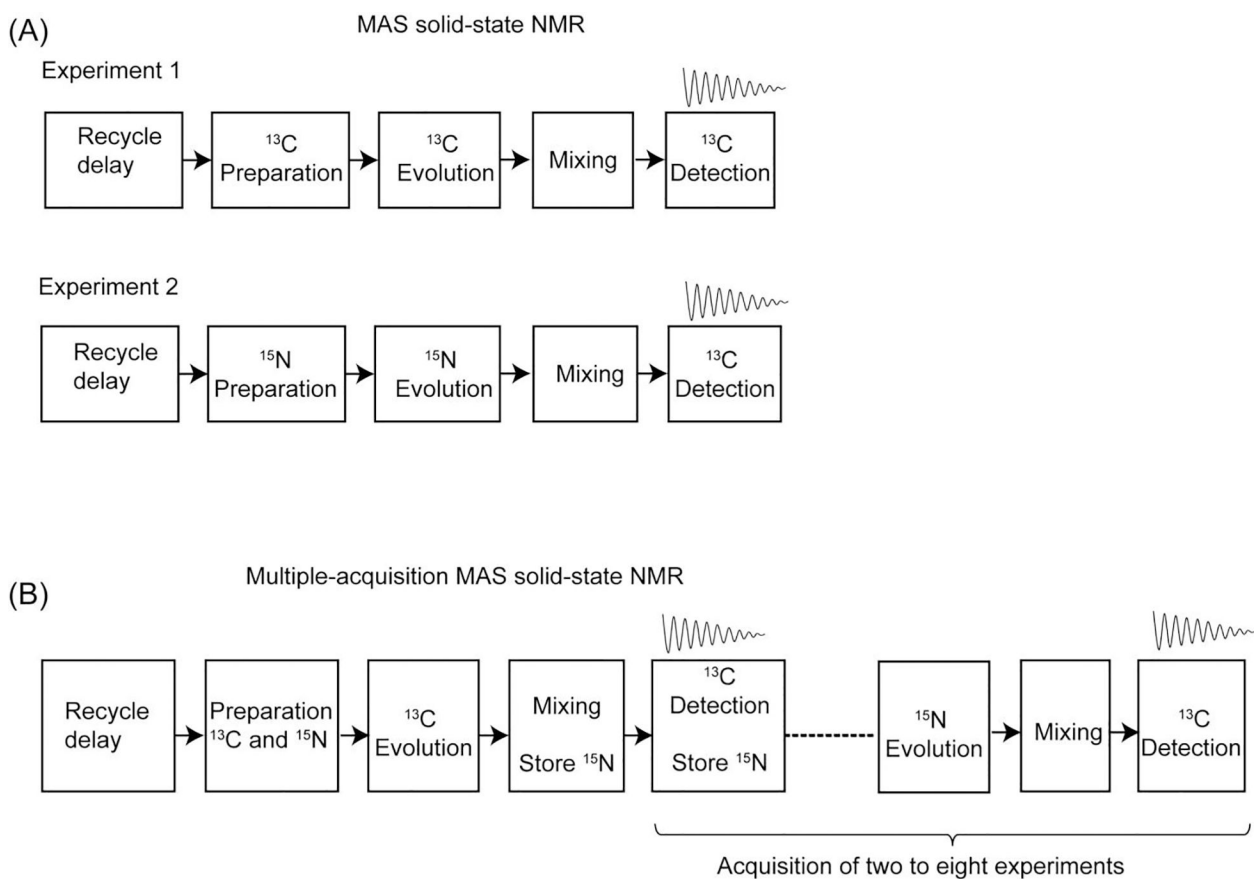 (A)
MAS solid-state NMR
Experiment 1
Recycle
delay
¹³C
Preparation
¹³C
Evolution
Mixing
¹³C
Detection
Experiment 2
Recycle
delay
¹⁵N
Preparation
¹⁵N
Evolution
Mixing
¹³C
Detection
Multiple-acquisition MAS solid-state NMR
(B)
Recycle
delay
Preparation
¹³C and ¹⁵N
¹³C
Evolution
Mixing
Store ¹⁵N
¹³C
Detection
Store ¹⁵N
¹⁵N
Evolution
Mixing
¹³C
Detection
Acquisition of two to eight experiments